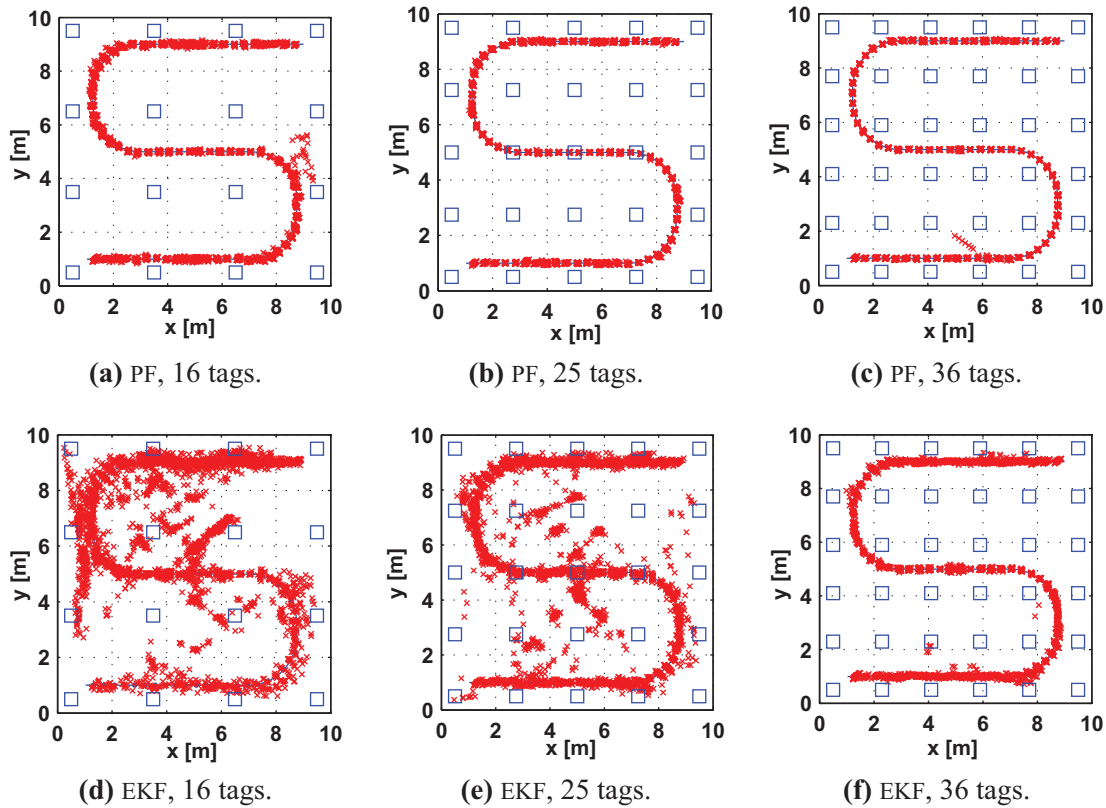 10
8
6
4
2
0
y [m]
0 2 4 6 8 10
x [m]
(a) PF, 16 tags.
10
8
6
4
2
0
y [m]
0 2 4 6 8 10
x [m]
(b) PF, 25 tags.
10
8
6
4
2
0
y [m]
0 2 4 6 8 10
x [m]
(c) PF, 36 tags.
10
8
6
4
2
0
y [m]
0 2 4 6 8 10
x [m]
(d) EKF, 16 tags.
10
8
6
4
2
0
y [m]
0 2 4 6 8 10
x [m]
(e) EKF, 25 tags.
10
8
6
4
2
0
y [m]
0 2 4 6 8 10
x [m]
(f) EKF, 36 tags.